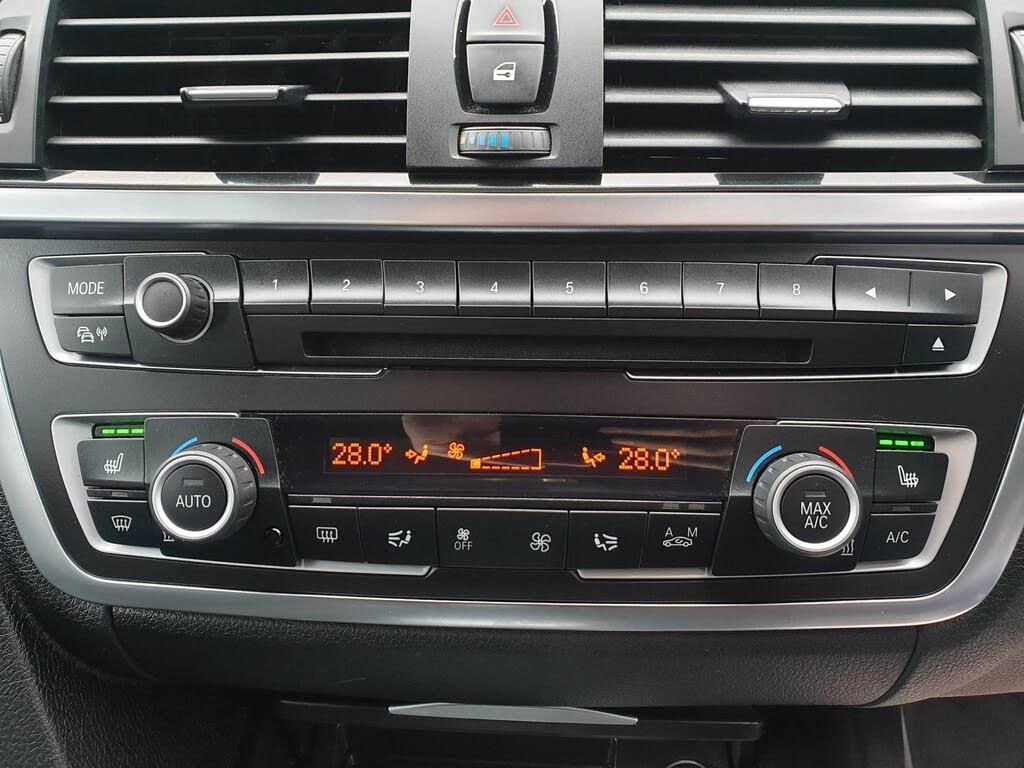 MODE 1 2 3 4 5 6 7 8
28.0° 28.0°
AUTO
MAX
A/C
OFF
A M
A/C